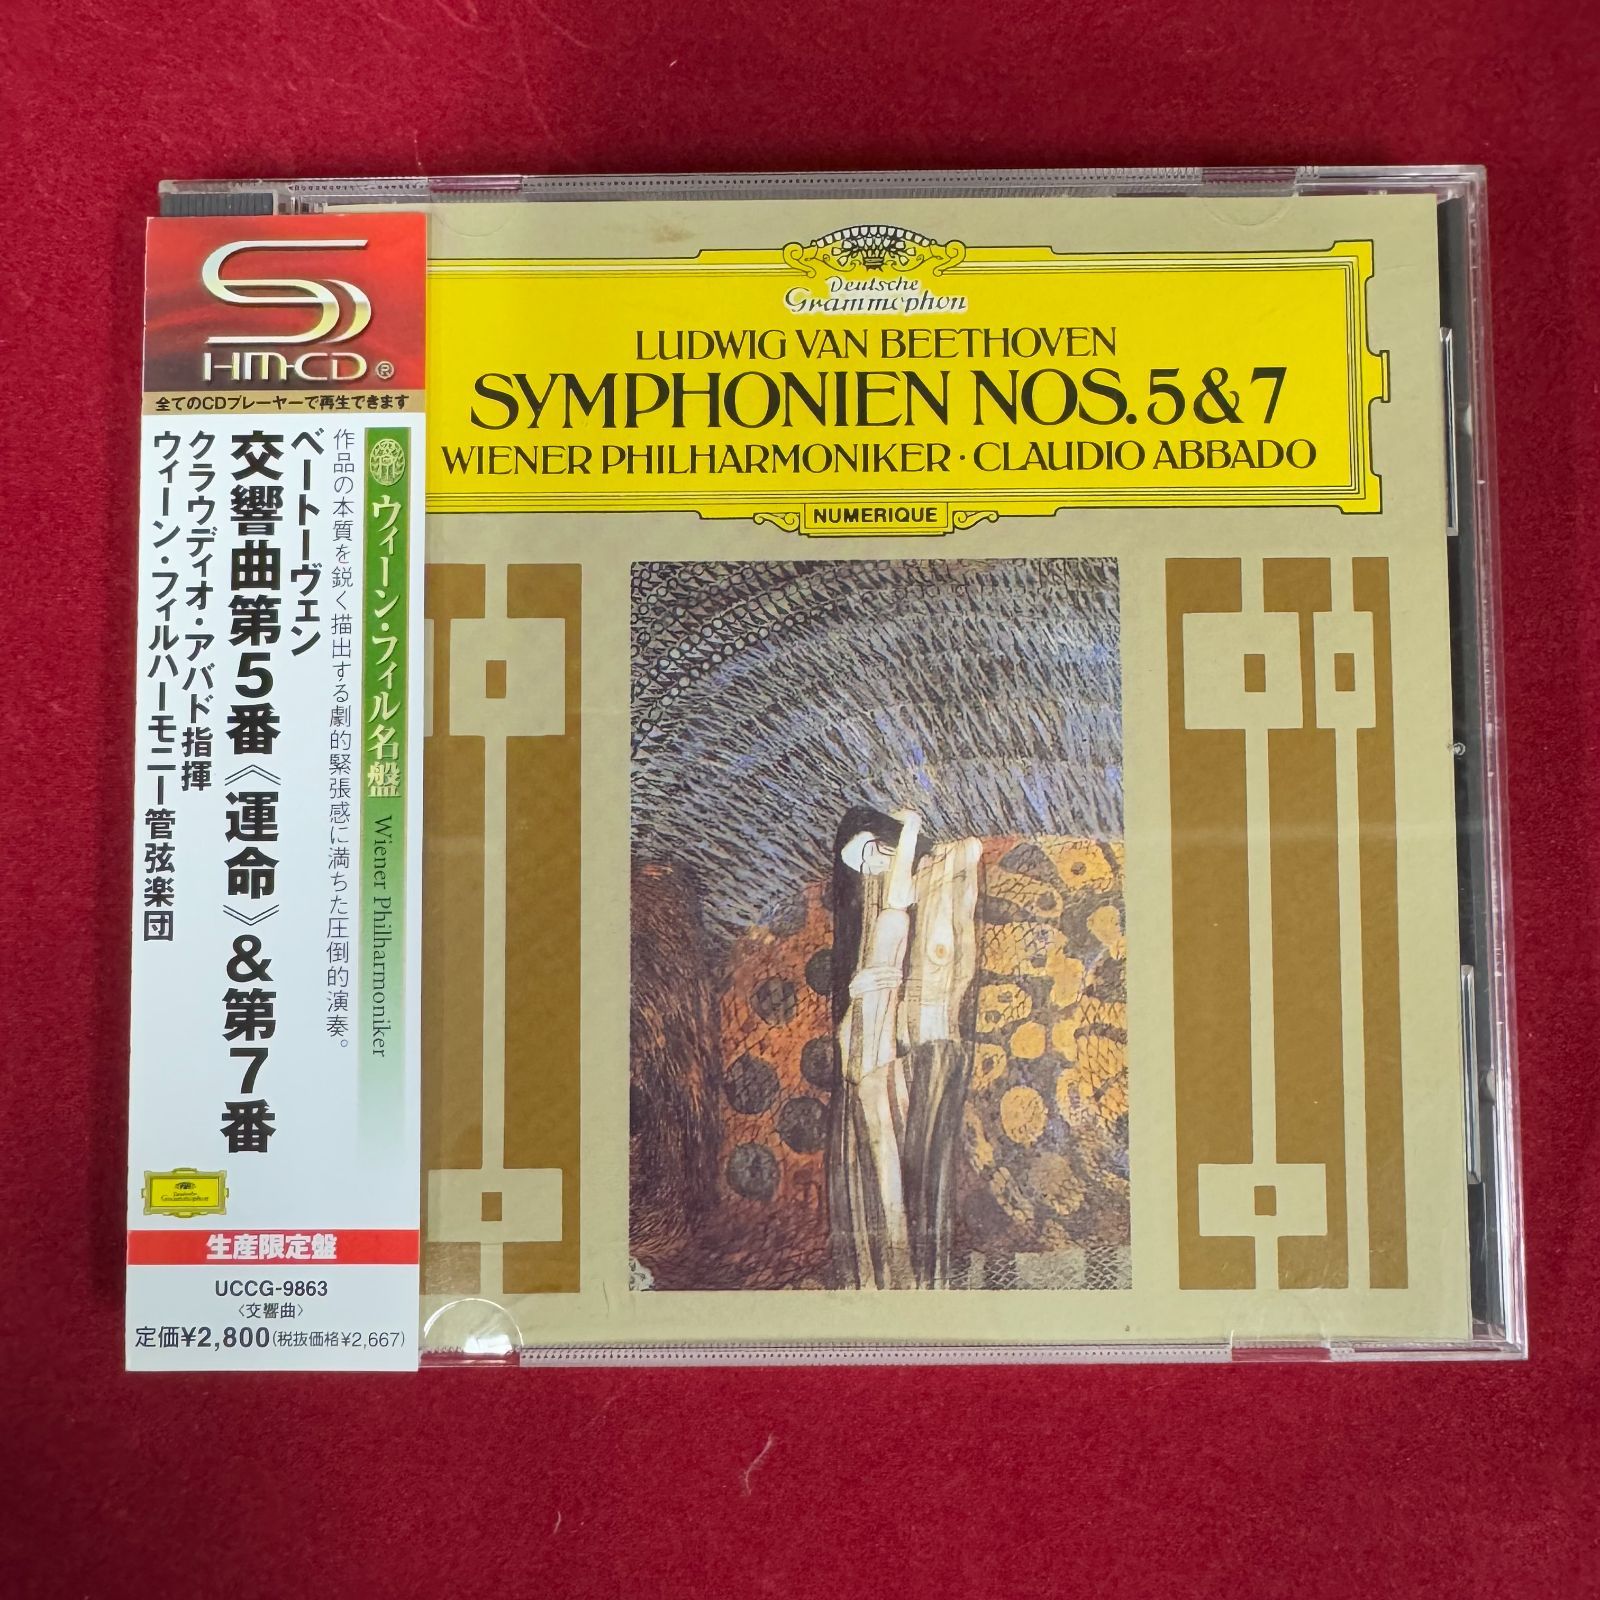 SHM-CD®
全てのCDプレーヤーで再生できます
ウィーン・フィル名盤 Wiener Philharmoniker
作品の本質を鋭く描出する劇的緊張感に満ちた圧倒的演奏。
ベートーヴェン
交響曲第5番《運命》&第7番
クラウディオ・アバド指揮
ウィーン・フィルハーモニー管弦楽団
Deutsche
Grammophon
生産限定盤
UCCG-9863
〈交響曲〉
定価¥2,800(税抜価格¥2,667)
Deutsche
Grammophon
LUDWIG VAN BEETHOVEN
SYMPHONIEN NOS. 5 & 7
WIENER PHILHARMONIKER · CLAUDIO ABBADO
NUMERIQUE